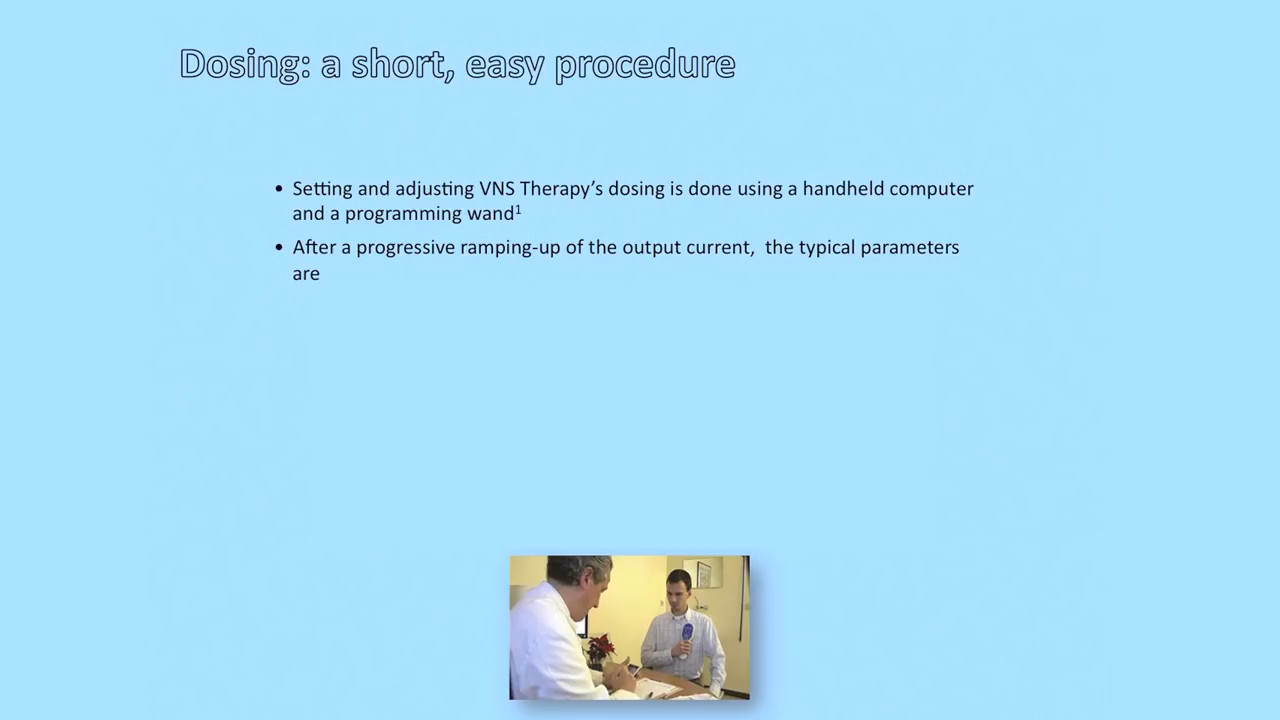 Dosing: a short, easy procedure
• Setting and adjusting VNS Therapy’s dosing is done using a handheld computer
and a programming wand¹
• After a progressive ramping-up of the output current,  the typical parameters
are